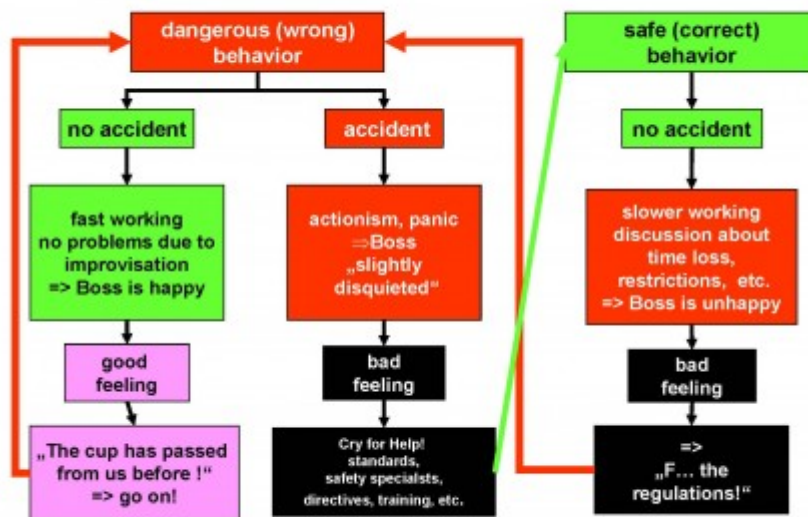 dangerous (wrong)
behavior
safe (correct)
behavior
no accident
accident
no accident
fast working
no problems due to
improvisation
=> Boss is happy
actionism, panic
⇒Boss
„slightly
disquieted“
slower working
discussion about
time loss,
restrictions, etc.
=> Boss is unhappy
good
feeling
bad
feeling
bad
feeling
„The cup has passed
from us before !“
=> go on!
Cry for Help!
standards,
safety specialsts,
directives, training, etc.
=>
„F... the
regulations!“